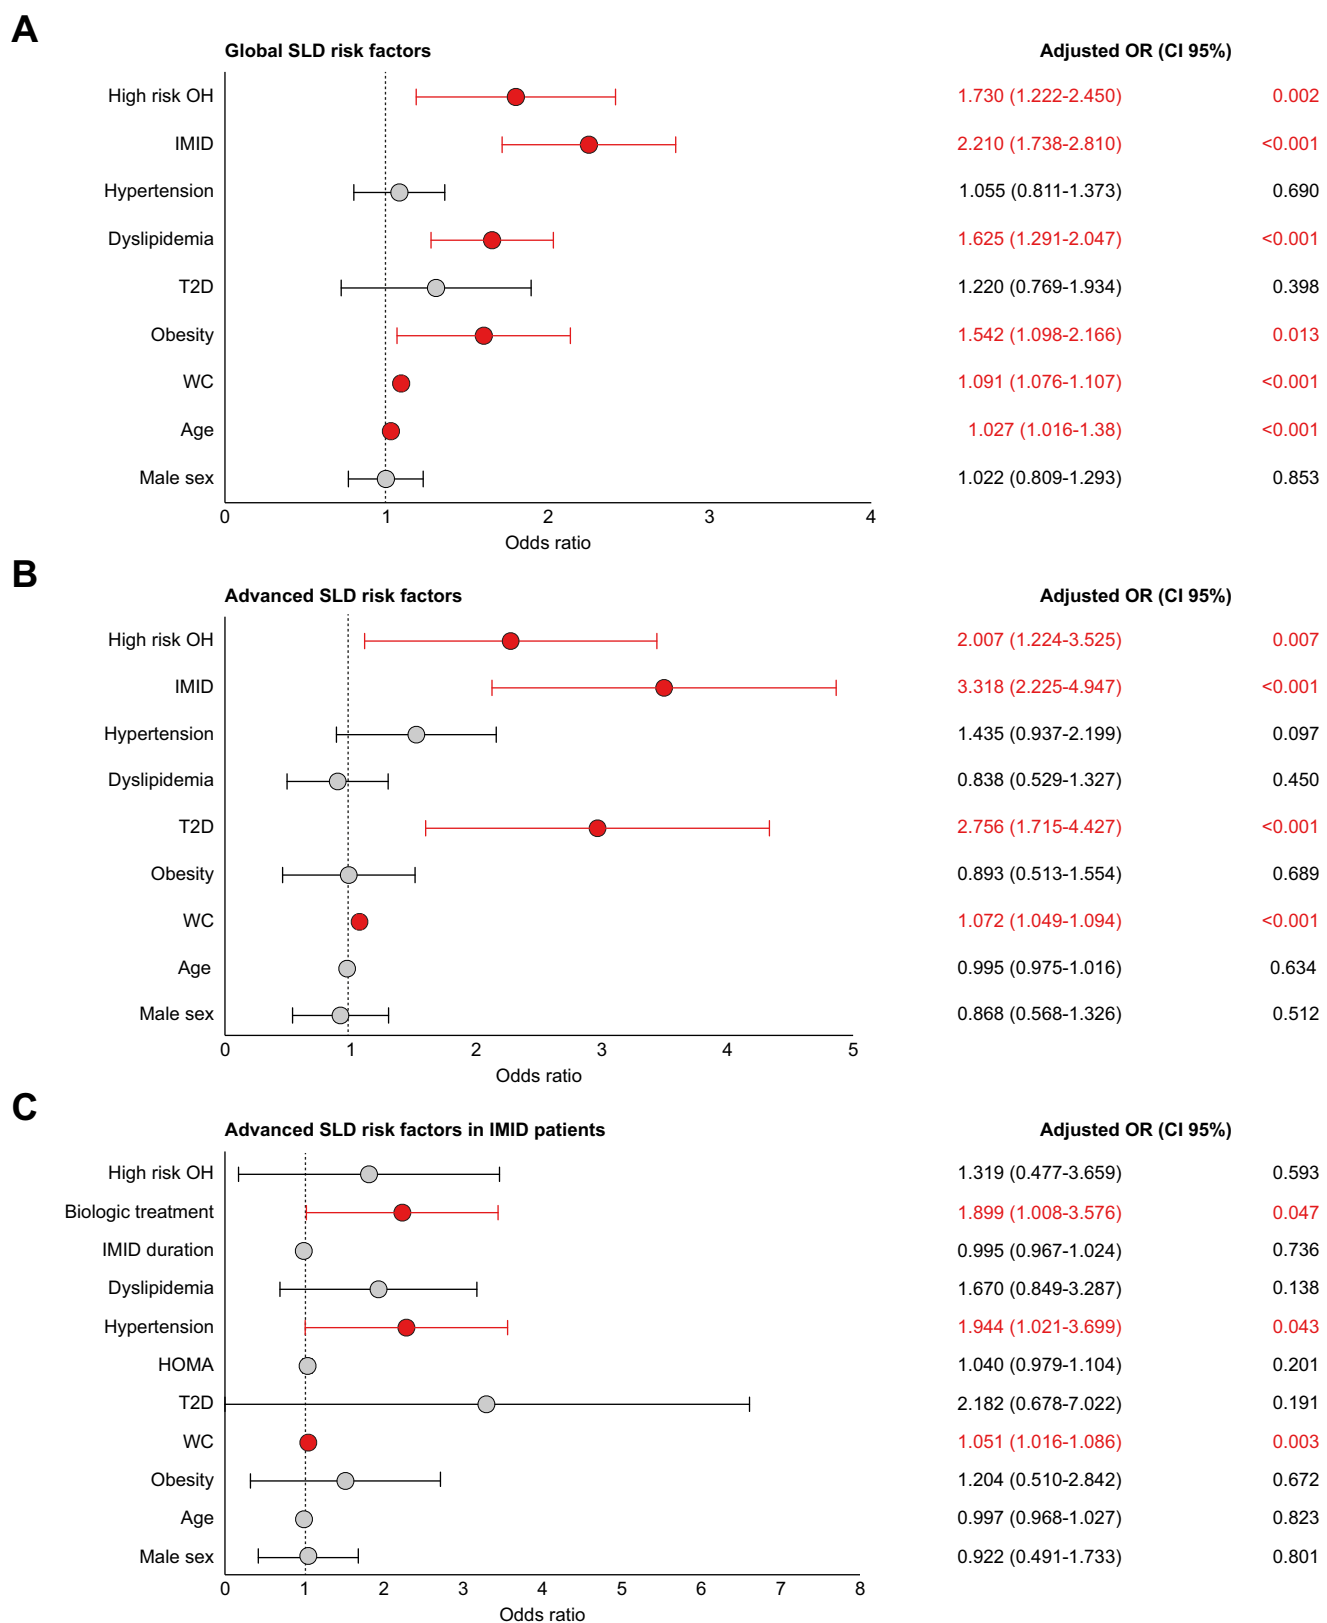 A
Global SLD risk factors Adjusted OR (CI 95%)
High risk OH 1.730 (1.222-2.450) 0.002
IMID 2.210 (1.738-2.810) <0.001
Hypertension 1.055 (0.811-1.373) 0.690
Dyslipidemia 1.625 (1.291-2.047) <0.001
T2D 1.220 (0.769-1.934) 0.398
Obesity 1.542 (1.098-2.166) 0.013
WC 1.091 (1.076-1.107) <0.001
Age 1.027 (1.016-1.38) <0.001
Male sex 1.022 (0.809-1.293) 0.853
0 1 2 3 4
Odds ratio
B
Advanced SLD risk factors Adjusted OR (CI 95%)
High risk OH 2.007 (1.224-3.525) 0.007
IMID 3.318 (2.225-4.947) <0.001
Hypertension 1.435 (0.937-2.199) 0.097
Dyslipidemia 0.838 (0.529-1.327) 0.450
T2D 2.756 (1.715-4.427) <0.001
Obesity 0.893 (0.513-1.554) 0.689
WC 1.072 (1.049-1.094) <0.001
Age 0.995 (0.975-1.016) 0.634
Male sex 0.868 (0.568-1.326) 0.512
0 1 2 3 4 5
Odds ratio
C
Advanced SLD risk factors in IMID patients Adjusted OR (CI 95%)
High risk OH 1.319 (0.477-3.659) 0.593
Biologic treatment 1.899 (1.008-3.576) 0.047
IMID duration 0.995 (0.967-1.024) 0.736
Dyslipidemia 1.670 (0.849-3.287) 0.138
Hypertension 1.944 (1.021-3.699) 0.043
HOMA 1.040 (0.979-1.104) 0.201
T2D 2.182 (0.678-7.022) 0.191
WC 1.051 (1.016-1.086) 0.003
Obesity 1.204 (0.510-2.842) 0.672
Age 0.997 (0.968-1.027) 0.823
Male sex 0.922 (0.491-1.733) 0.801
0 1 2 3 4 5 6 7 8
Odds ratio